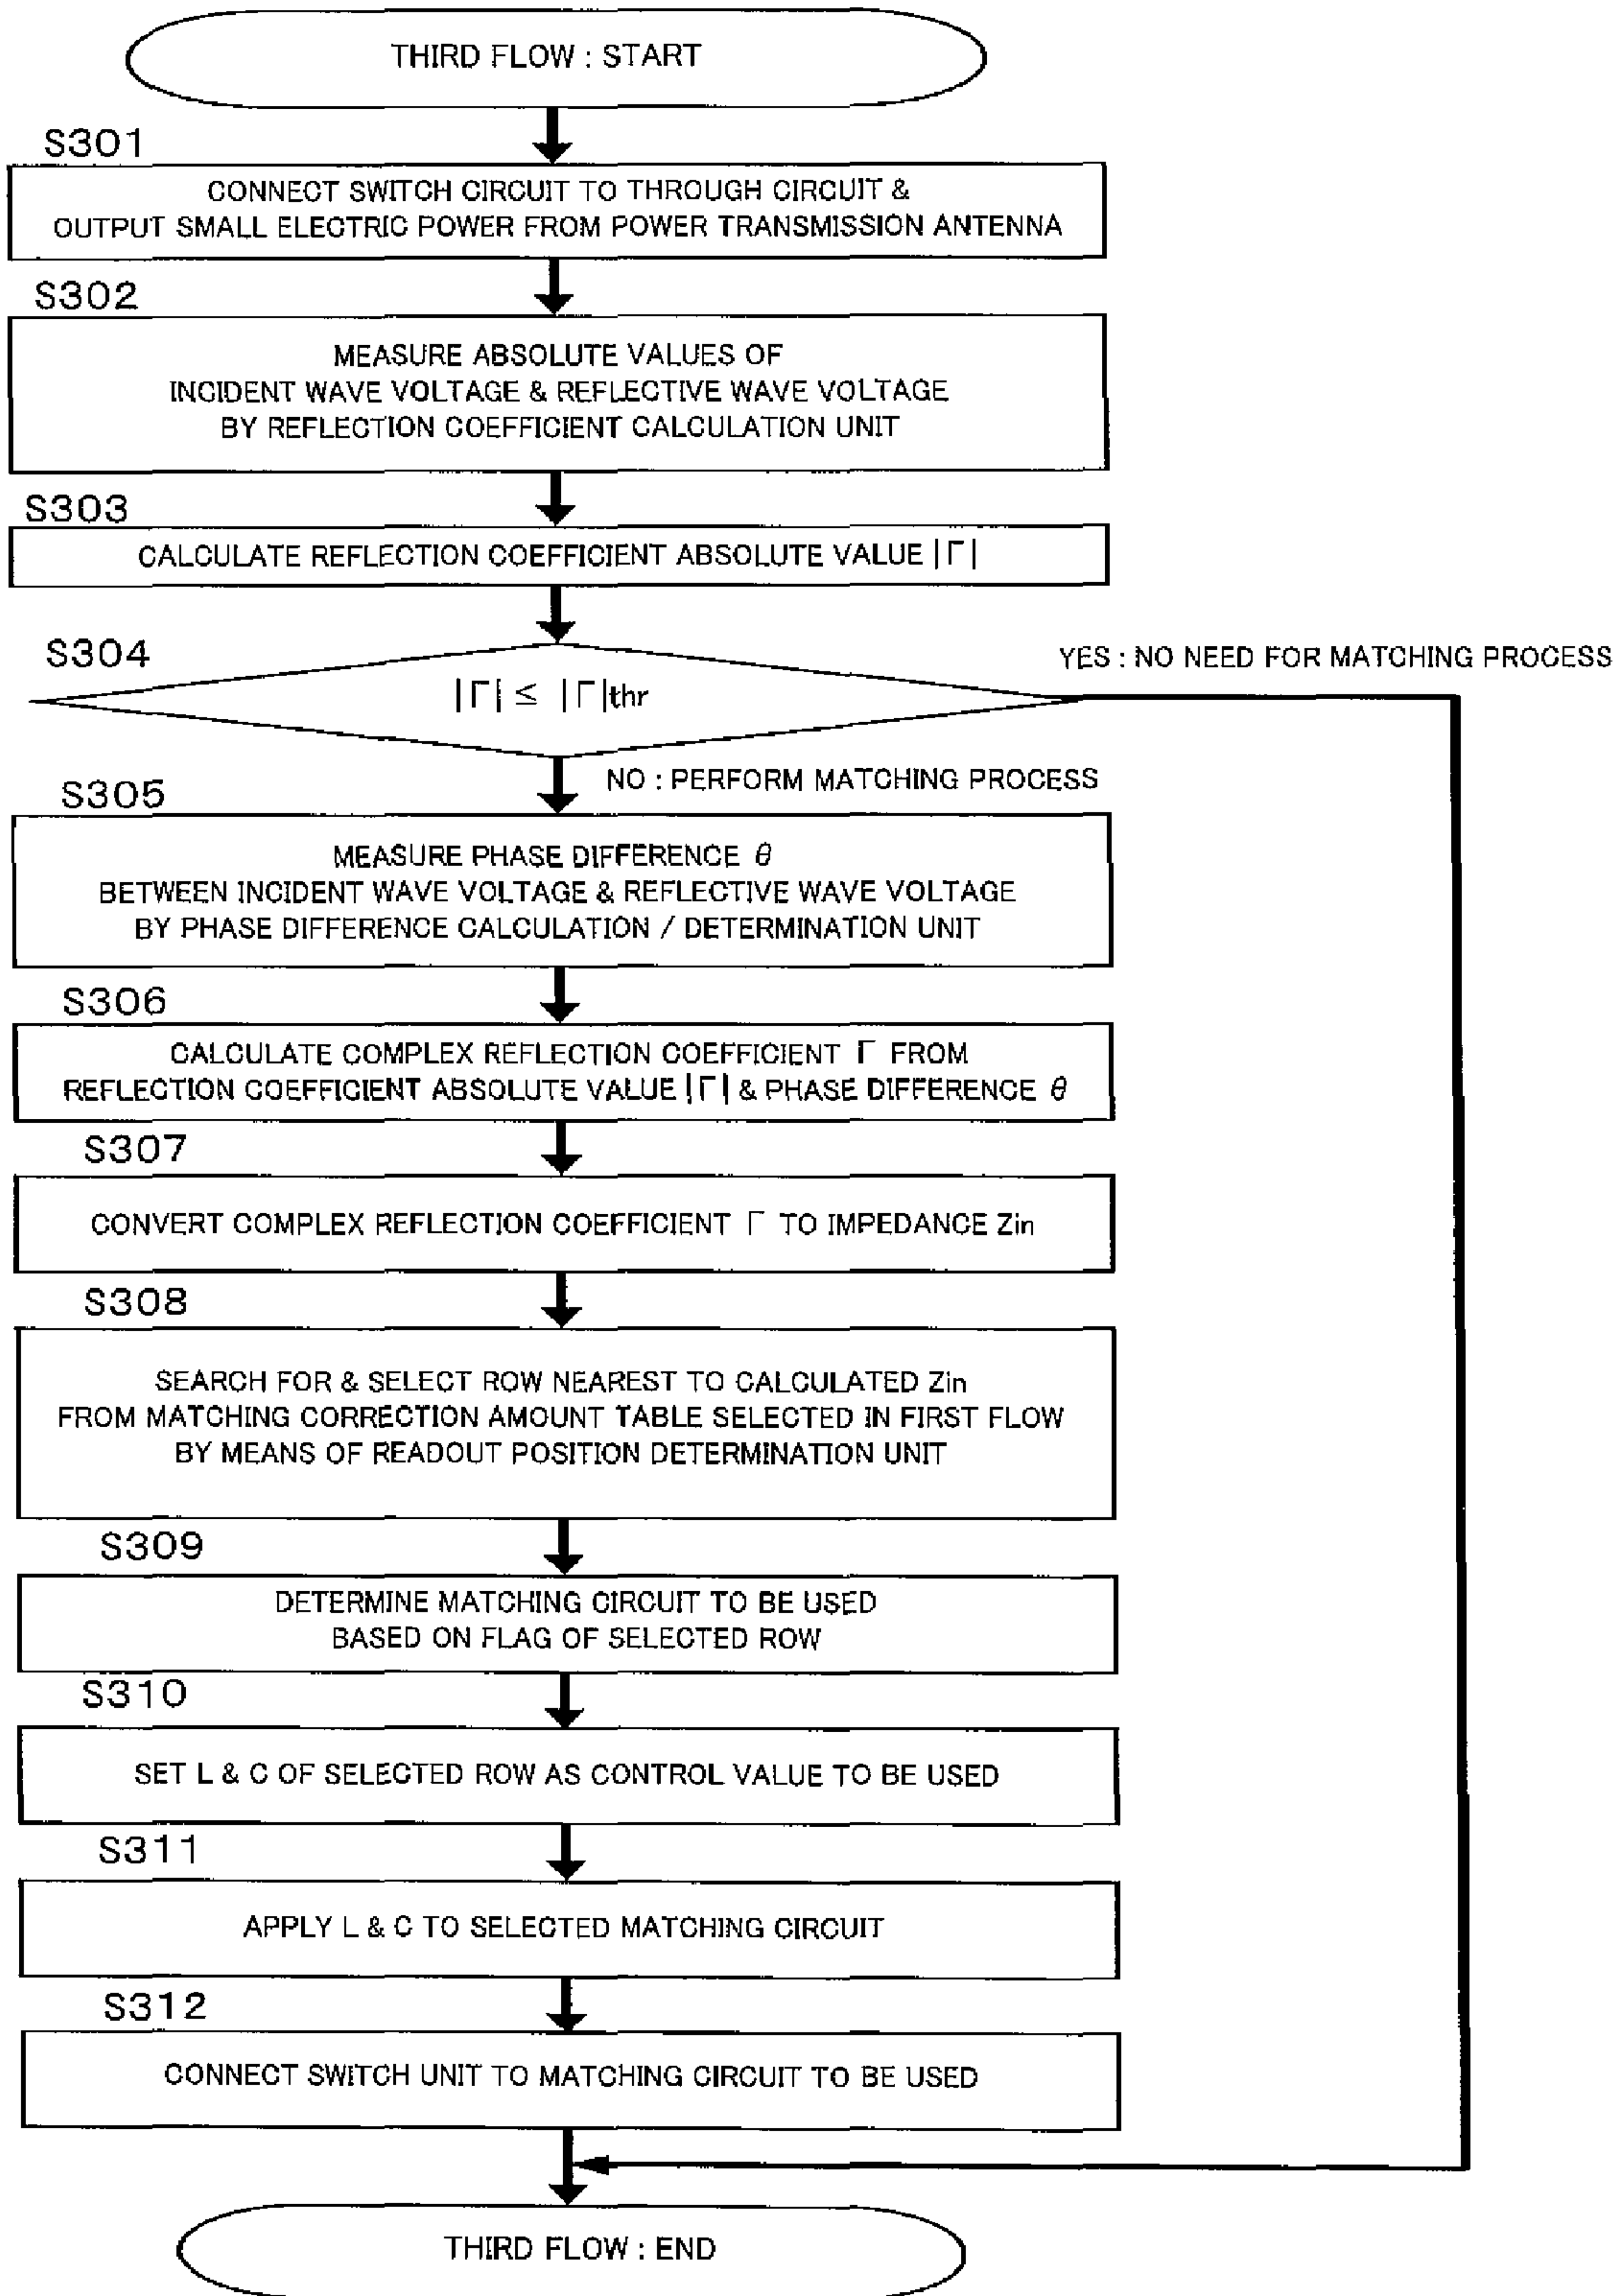 THIRD FLOW : START
S301
CONNECT SWITCH CIRCUIT TO THROUGH CIRCUIT &
OUTPUT SMALL ELECTRIC POWER FROM POWER TRANSMISSION ANTENNA
S302
MEASURE ABSOLUTE VALUES OF
INCIDENT WAVE VOLTAGE & REFLECTIVE WAVE VOLTAGE
BY REFLECTION COEFFICIENT CALCULATION UNIT
S303
CALCULATE REFLECTION COEFFICIENT ABSOLUTE VALUE |Γ|
S304
YES : NO NEED FOR MATCHING PROCESS
|Γ| ≤ |Γ|thr
NO : PERFORM MATCHING PROCESS
S305
MEASURE PHASE DIFFERENCE θ
BETWEEN INCIDENT WAVE VOLTAGE & REFLECTIVE WAVE VOLTAGE
BY PHASE DIFFERENCE CALCULATION / DETERMINATION UNIT
S306
CALCULATE COMPLEX REFLECTION COEFFICIENT Γ FROM
REFLECTION COEFFICIENT ABSOLUTE VALUE |Γ| & PHASE DIFFERENCE θ
S307
CONVERT COMPLEX REFLECTION COEFFICIENT Γ TO IMPEDANCE Zin
S308
SEARCH FOR & SELECT ROW NEAREST TO CALCULATED Zin
FROM MATCHING CORRECTION AMOUNT TABLE SELECTED IN FIRST FLOW
BY MEANS OF READOUT POSITION DETERMINATION UNIT
S309
DETERMINE MATCHING CIRCUIT TO BE USED
BASED ON FLAG OF SELECTED ROW
S310
SET L & C OF SELECTED ROW AS CONTROL VALUE TO BE USED
S311
APPLY L & C TO SELECTED MATCHING CIRCUIT
S312
CONNECT SWITCH UNIT TO MATCHING CIRCUIT TO BE USED
THIRD FLOW : END